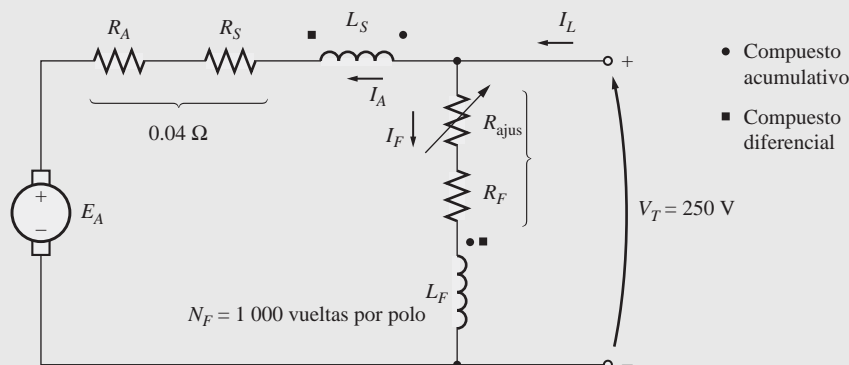 R_A
R_S
L_S
I_L
+
I_A
0.04 Ω
I_F
R_ajus
R_F
+
−
E_A
V_T = 250 V
L_F
N_F = 1 000 vueltas por polo
−
● Compuesto
acumulativo
■ Compuesto
diferencial